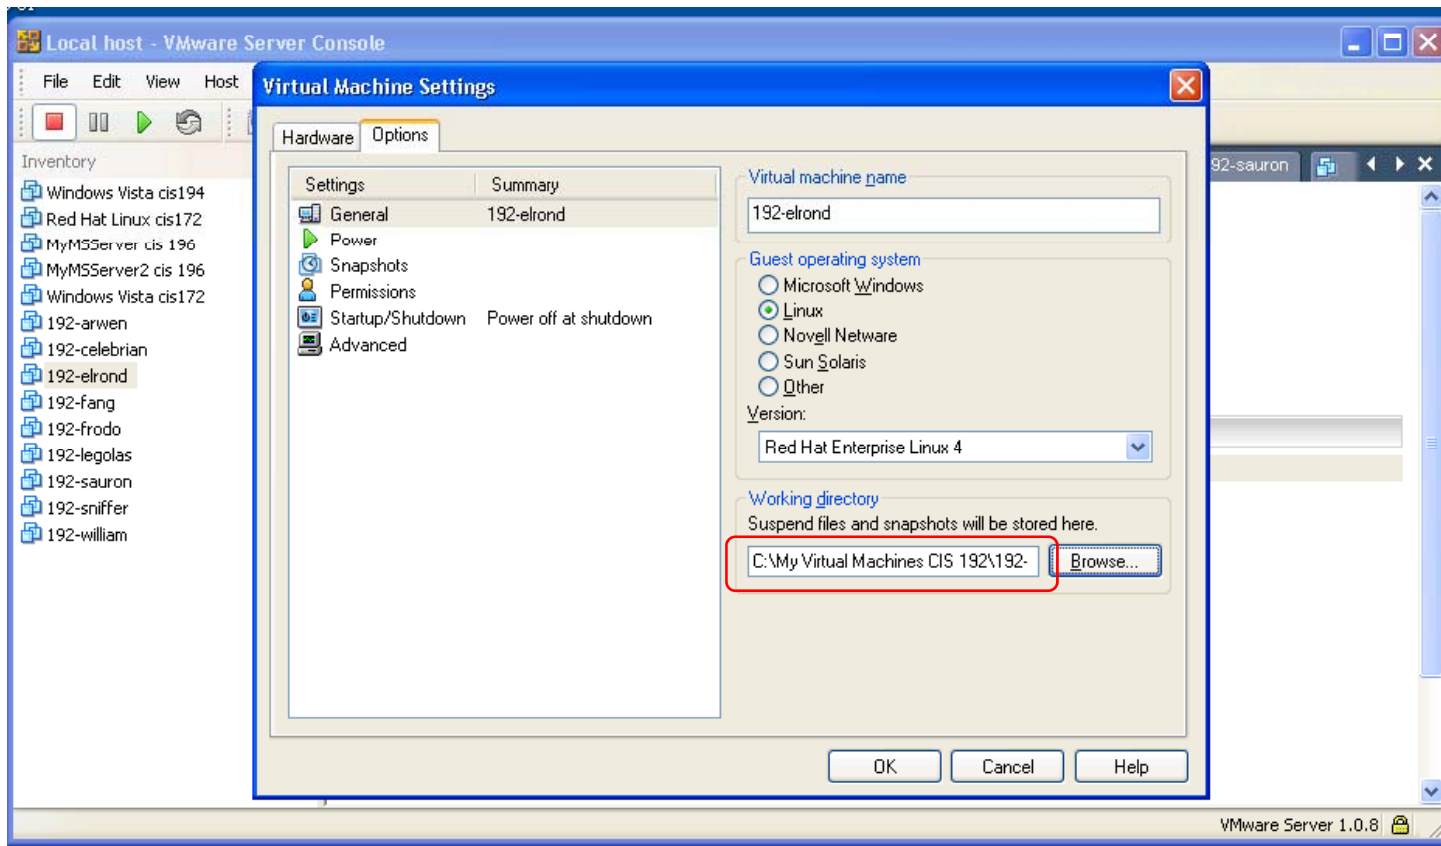 Local host - VMware Server Console
File Edit View Host
Virtual Machine Settings
Hardware Options
Inventory
Windows Vista cis194
Red Hat Linux cis172
MyMSServer cis 196
MyMSServer2 cis 196
Windows Vista cis172
192-arwen
192-celebrian
192-elrond
192-fang
192-frodo
192-legolas
192-sauron
192-sniffer
192-william
Settings Summary
General 192-elrond
Power
Snapshots
Permissions
Startup/Shutdown Power off at shutdown
Advanced
Virtual machine name
192-elrond
Guest operating system
Microsoft Windows
Linux
Novell Netware
Sun Solaris
Other
Version:
Red Hat Enterprise Linux 4
Working directory
Suspend files and snapshots will be stored here.
C:\My Virtual Machines CIS 192\192-
Browse...
OK Cancel Help
92-sauron
VMware Server 1.0.8